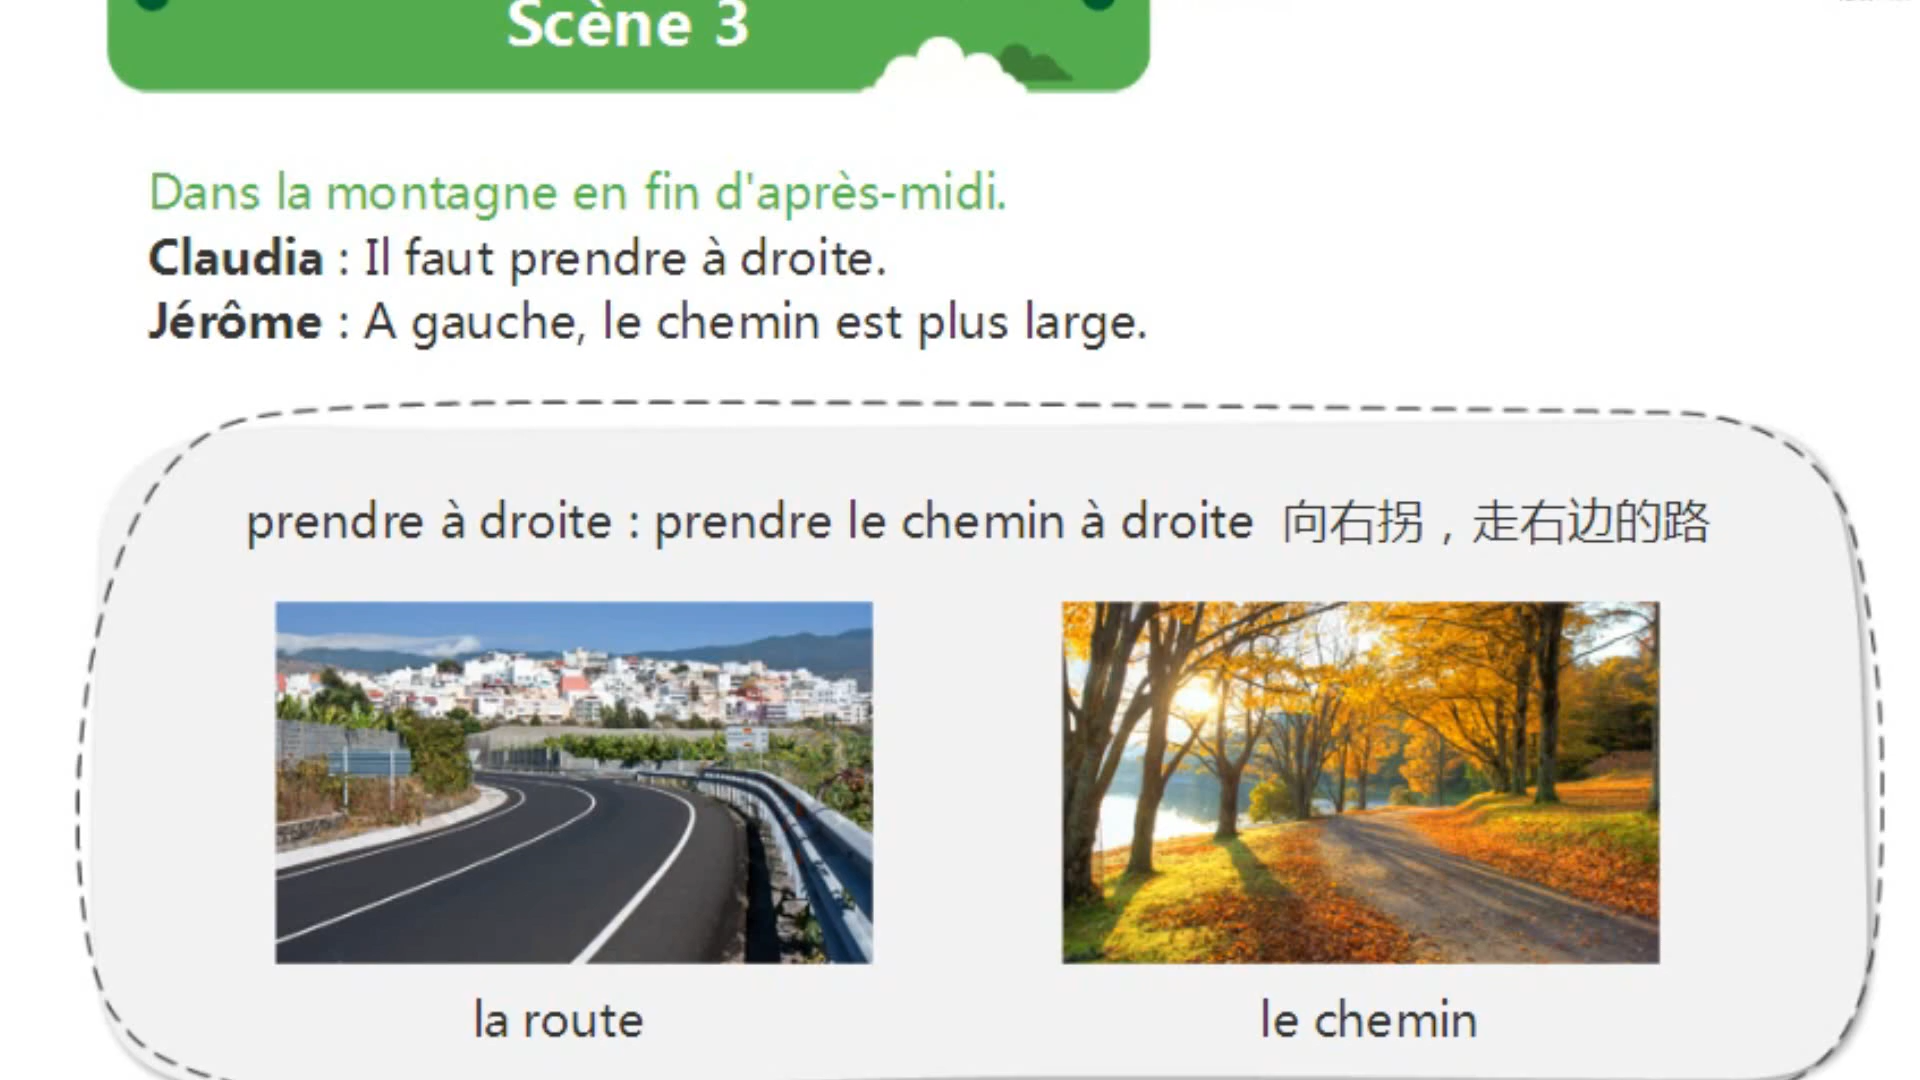 Scène 3
Dans la montagne en fin d'après-midi.
Claudia : Il faut prendre à droite.
Jérôme : A gauche, le chemin est plus large.
prendre à droite : prendre le chemin à droite 向右拐，走右边的路
la route
le chemin